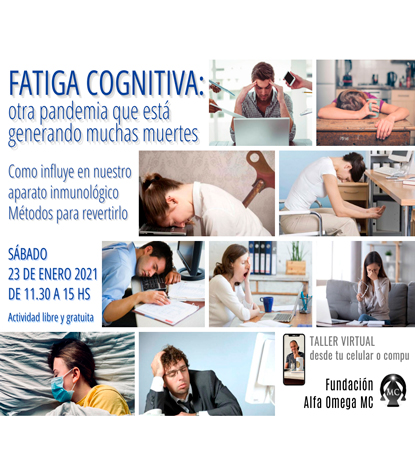 FATIGA COGNITIVA:
otra pandemia que está
generando muchas muertes
Como influye en nuestro
aparato inmunológico
Métodos para revertirlo
SÁBADO
23 DE ENERO 2021
DE 11.30 A 15 HS
Actividad libre y gratuita
TALLER VIRTUAL
desde tu celular o compu
Fundación
Alfa Omega MC
MC